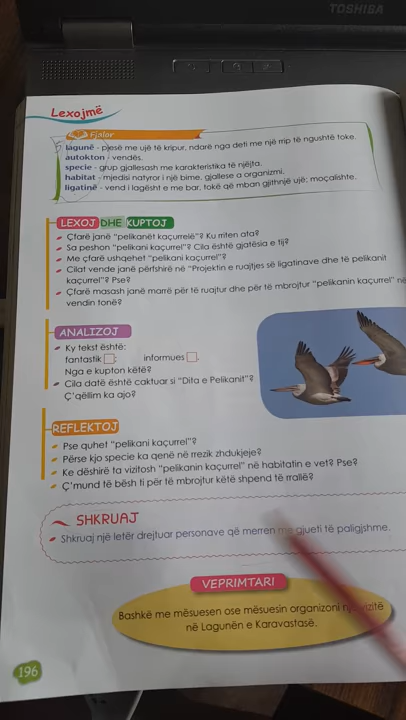 TOSHIBA
Lexojmë
Fjalor
lagunë - pjesë me ujë të kripur, ndarë nga deti me një rrip të ngushtë toke.
autokton - vendës.
specie - grup gjallesash me karakteristika të njëjta.
habitat - mjedisi natyror i një bime, gjallese a organizmi.
ligatinë - vend i lagësht e me bar, tokë që mban gjithnjë ujë; moçalishte.
LEXOJ DHE KUPTOJ
Çfarë janë "pelikanët kaçurrelë"? Ku rriten ata?
Sa peshon "pelikani kaçurrel"? Cila është gjatësia e tij?
Me çfarë ushqehet "pelikani kaçurrel"?
Cilat vende janë përfshirë në "Projektin e ruajtjes së ligatinave dhe të pelikanit
kaçurrel"? Pse?
Çfarë masash janë marrë për të ruajtur dhe për të mbrojtur "pelikanin kaçurrel" në
vendin tonë?
ANALIZOJ
Ky tekst është:
fantastik ; informues .
Nga e kupton këtë?
Cila datë është caktuar si "Dita e Pelikanit"?
Ç'qëllim ka ajo?
REFLEKTOJ
Pse quhet "pelikani kaçurrel"?
Përse kjo specie ka qenë në rrezik zhdukjeje?
Ke dëshirë ta vizitosh "pelikanin kaçurrel" në habitatin e vet? Pse?
Ç'mund të bësh ti për të mbrojtur këtë shpend të rrallë?
SHKRUAJ
Shkruaj një letër drejtuar personave që merren me gjueti të paligjshme.
VEPRIMTARI
Bashkë me mësuesen ose mësuesin organizoni një vizitë
në Lagunën e Karavastasë.
196